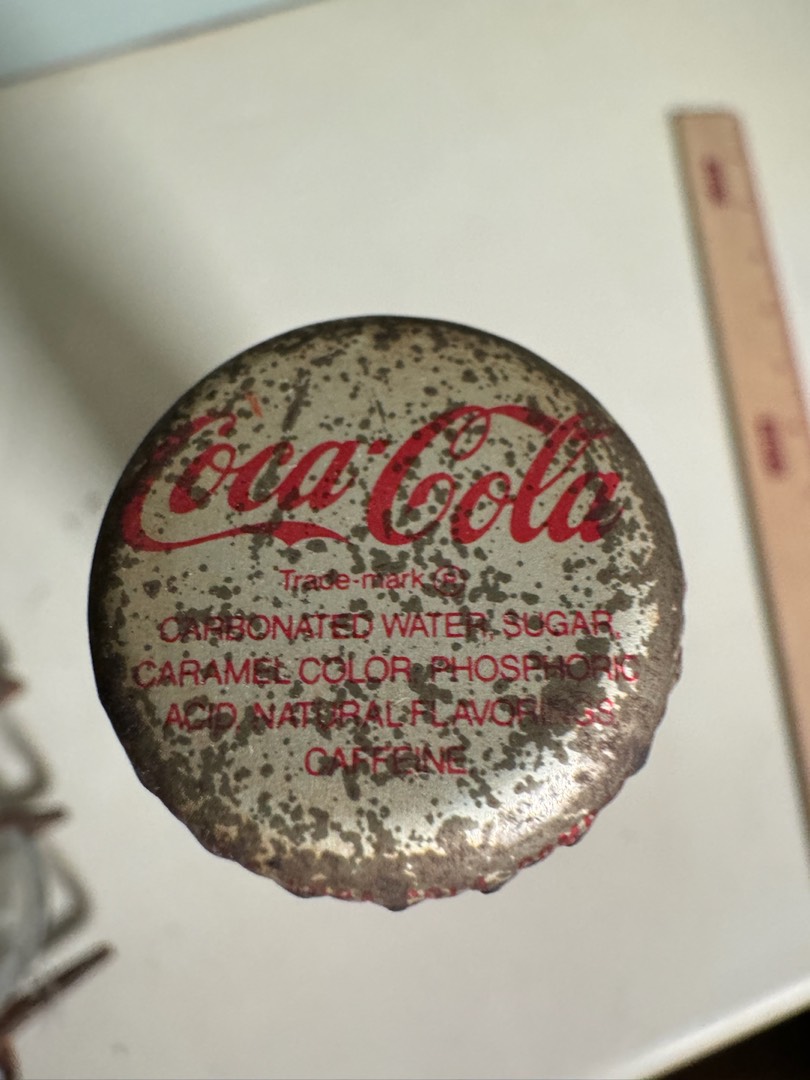 Coca-Cola
Trade-mark ®
CARBONATED WATER, SUGAR,
CARAMEL COLOR, PHOSPHORIC
ACID, NATURAL FLAVORINGS,
CAFFEINE.